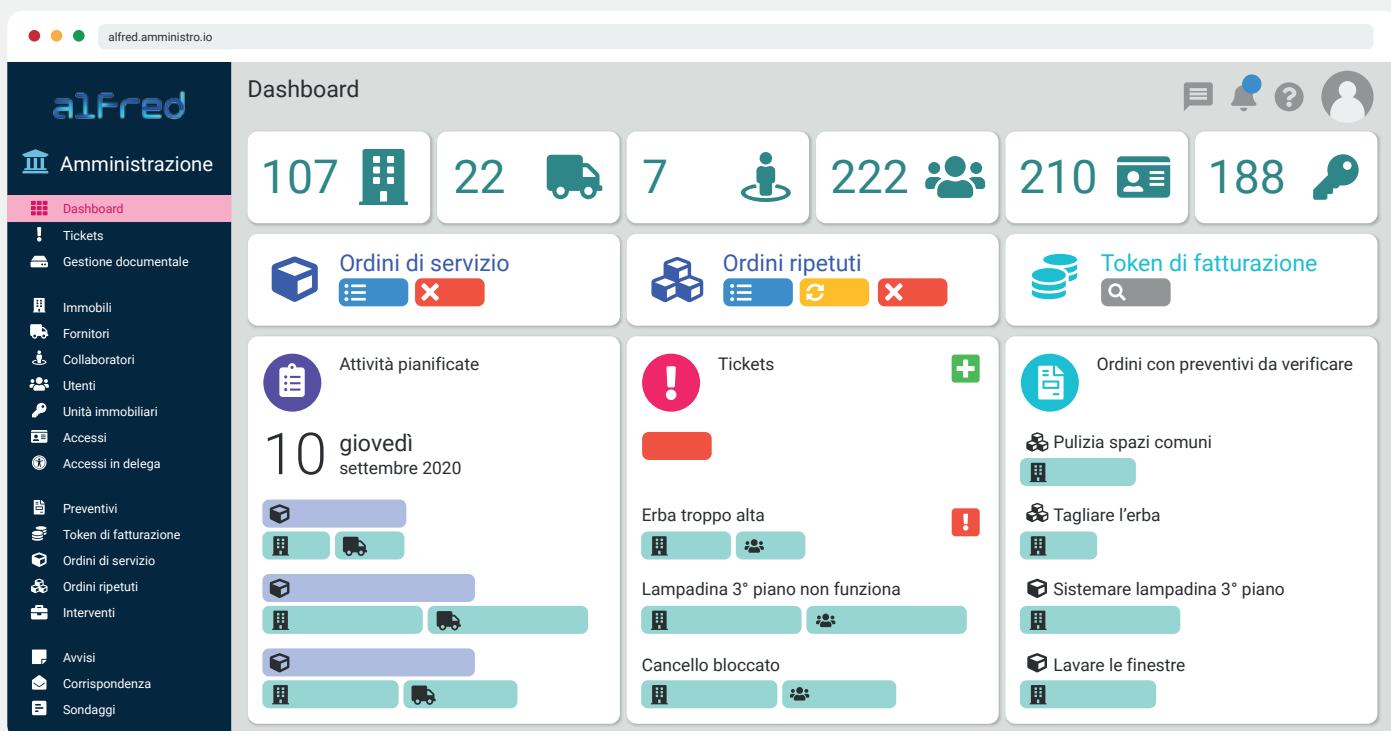 alfred.amministro.io
alfred
Amministrazione
Dashboard
Tickets
Gestione documentale
Immobili
Fornitori
Collaboratori
Utenti
Unità immobiliari
Accessi
Accessi in delega
Preventivi
Token di fatturazione
Ordini di servizio
Ordini ripetuti
Interventi
Avvisi
Corrispondenza
Sondaggi
Dashboard
107
22
7
222
210
188
Ordini di servizio
Ordini ripetuti
Token di fatturazione
Attività pianificate
10 giovedì
settembre 2020
Tickets
Erba troppo alta
Lampadina 3° piano non funziona
Cancello bloccato
Ordini con preventivi da verificare
Pulizia spazi comuni
Tagliare l'erba
Sistemare lampadina 3° piano
Lavare le finestre